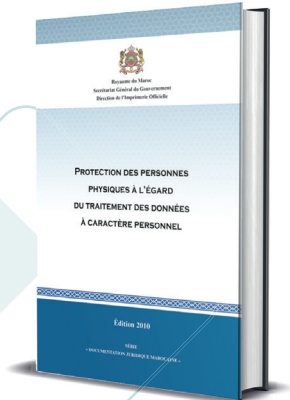 Royaume du Maroc
Secrétariat Général du Gouvernement
Direction de l'Imprimerie Officielle
PROTECTION DES PERSONNES
PHYSIQUES À L'ÉGARD
DU TRAITEMENT DES DONNÉES
À CARACTÈRE PERSONNEL
Édition 2010
SÉRIE
« DOCUMENTATION JURIDIQUE MAROCAINE »